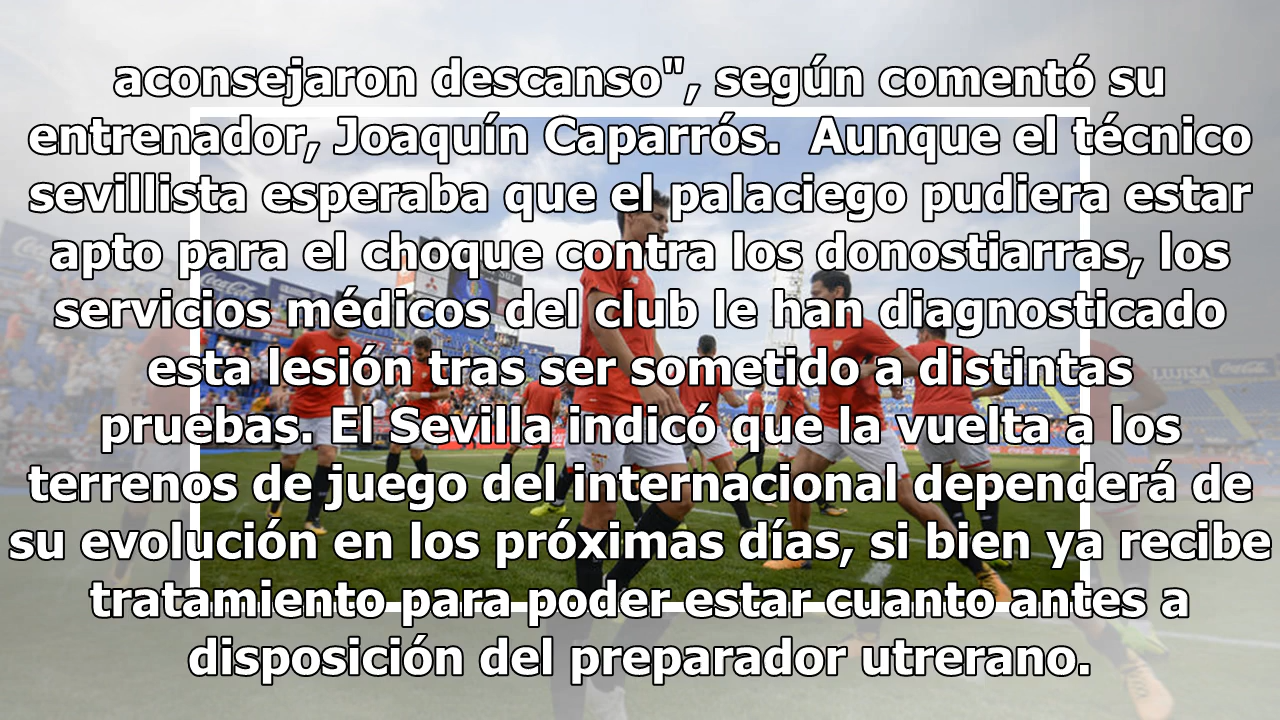 aconsejaron descanso", según comentó su
entrenador, Joaquín Caparrós.  Aunque el técnico
sevillista esperaba que el palaciego pudiera estar
apto para el choque contra los donostiarras, los
servicios médicos del club le han diagnosticado
esta lesión tras ser sometido a distintas
pruebas. El Sevilla indicó que la vuelta a los
terrenos de juego del internacional dependerá de
su evolución en los próximas días, si bien ya recibe
tratamiento para poder estar cuanto antes a
disposición del preparador utrerano.